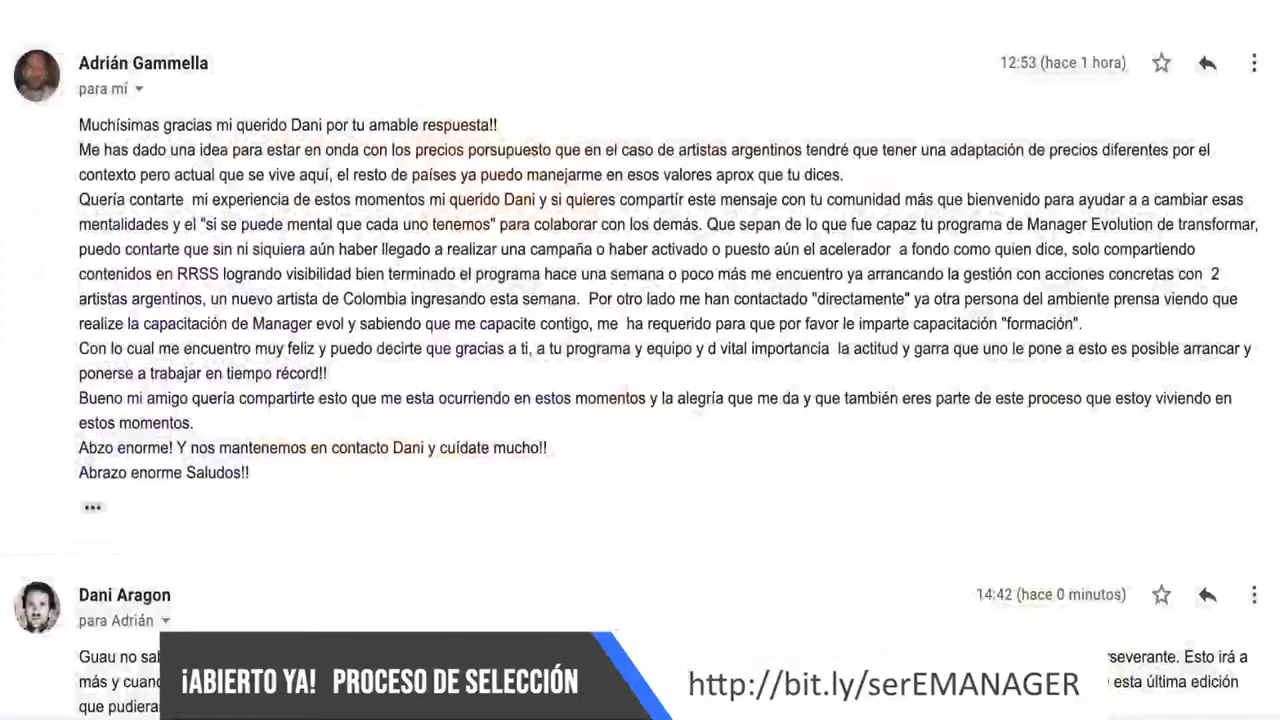 Adrián Gammella
12:53 (hace 1 hora)
para mí
Muchísimas gracias mi querido Dani por tu amable respuesta!!
Me has dado una idea para estar en onda con los precios porsupuesto que en el caso de artistas argentinos tendré que tener una adaptación de precios diferentes por el
contexto pero actual que se vive aquí, el resto de países ya puedo manejarme en esos valores aprox que tu dices.
Quería contarte mi experiencia de estos momentos mi querido Dani y si quieres compartír este mensaje con tu comunidad más que bienvenido para ayudar a a cambiar esas
mentalidades y el "si se puede mental que cada uno tenemos" para colaborar con los demás. Que sepan de lo que fue capaz tu programa de Manager Evolution de transformar,
puedo contarte que sin ni siquiera aún haber llegado a realizar una campaña o haber activado o puesto aún el acelerador a fondo como quien dice, solo compartiendo
contenidos en RRSS logrando visibilidad bien terminado el programa hace una semana o poco más me encuentro ya arrancando la gestión con acciones concretas con 2
artistas argentinos, un nuevo artista de Colombia ingresando esta semana. Por otro lado me han contactado "directamente" ya otra persona del ambiente prensa viendo que
realize la capacitación de Manager evol y sabiendo que me capacite contigo, me ha requerido para que por favor le imparte capacitación "formación".
Con lo cual me encuentro muy feliz y puedo decirte que gracias a ti, a tu programa y equipo y d vital importancia la actitud y garra que uno le pone a esto es posible arrancar y
ponerse a trabajar en tiempo récord!!
Bueno mi amigo quería compartirte esto que me esta ocurriendo en estos momentos y la alegría que me da y que también eres parte de este proceso que estoy viviendo en
estos momentos.
Abzo enorme! Y nos mantenemos en contacto Dani y cuídate mucho!!
Abrazo enorme Saludos!!
Dani Aragon
14:42 (hace 0 minutos)
para Adrián
Guau no severante. Esto irá a
más y esta última edición
que
¡ABIERTO YA! PROCESO DE SELECCIÓN
http://bit.ly/serEMANAGER